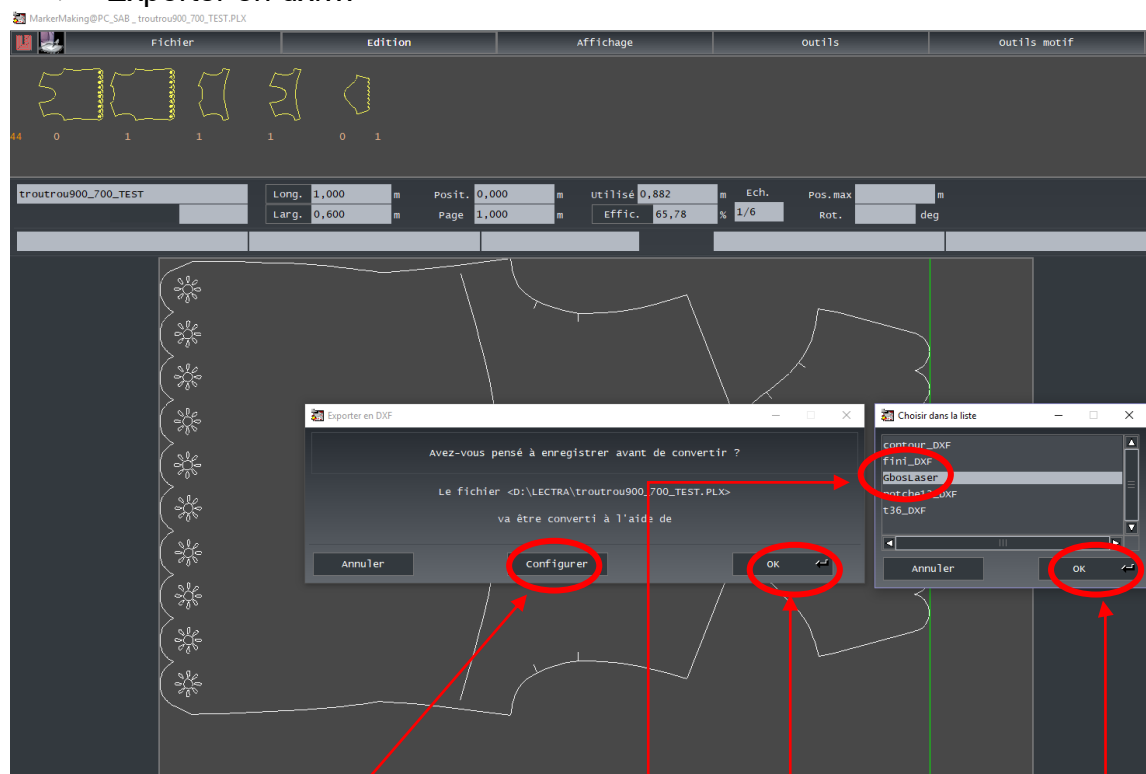 MarkerMaking@PC_SAB _ troutrou900_700_TEST.PLX
Fichier Edition Affichage Outils Outils motif
44 0 1 1 1 0 1
troutrou900_700_TEST Long. 1,000 m Posit. 0,000 m Utilisé 0,882 m Ech. Pos.max m
Larg. 0,600 m Page 1,000 m Effic. 65,78 % 1/6 Rot. deg
Exporter en DXF
Avez-vous pensé à enregistrer avant de convertir ?
Le fichier <D:\LECTRA\troutrou900_700_TEST.PLX>
va être converti à l'aide de
Annuler Configurer OK
Choisir dans la liste
contour_DXF
fini_DXF
GbosLaser
t36_DXF
Annuler OK